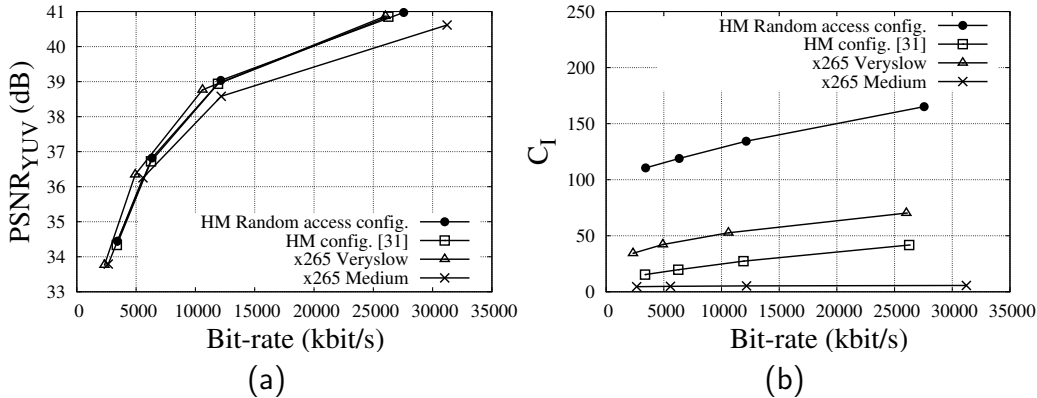 41
40
39
38
37
36
35
34
33
PSNR_YUV (dB)
HM Random access config.
HM config. [31]
x265 Veryslow
x265 Medium
0 5000 10000 15000 20000 25000 30000 35000
Bit-rate (kbit/s)
(a)
250
200
150
100
50
0
C_I
HM Random access config.
HM config. [31]
x265 Veryslow
x265 Medium
0 5000 10000 15000 20000 25000 30000 35000
Bit-rate (kbit/s)
(b)